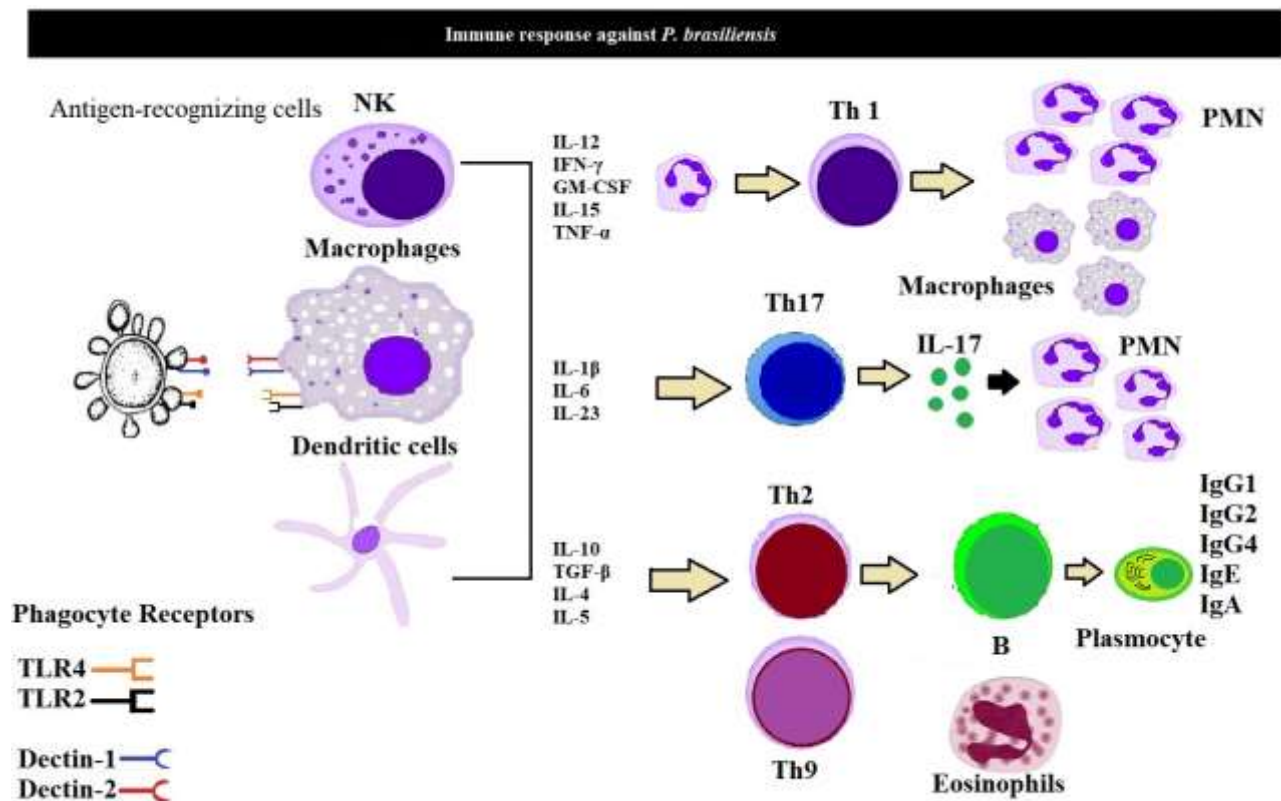 Immune response against P. brasiliensis
Antigen-recognizing cells
NK
Macrophages
Dendritic cells
IL-12
IFN-γ
GM-CSF
IL-15
TNF-α
Th 1
PMN
Macrophages
IL-1β
IL-6
IL-23
Th17
IL-17
PMN
IL-10
TGF-β
IL-4
IL-5
Th2
B
Plasmocyte
IgG1
IgG2
IgG4
IgE
IgA
Th9
Eosinophils
Phagocyte Receptors
TLR4
TLR2
Dectin-1
Dectin-2